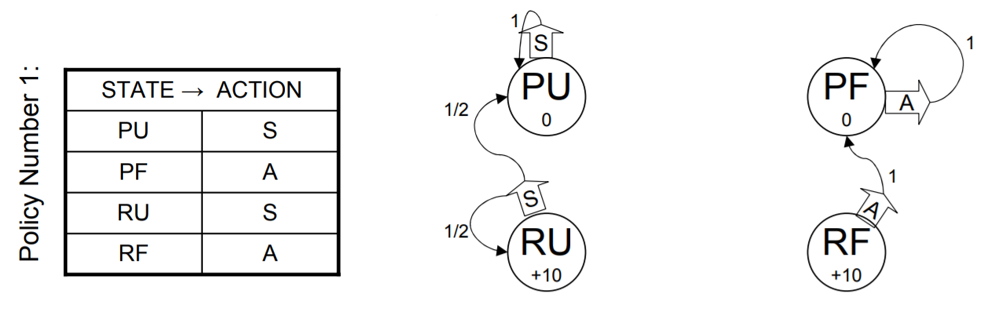 Policy Number 1:
STATE → ACTION
PU S
PF A
RU S
RF A
1
S
PU
0
1/2
S
1/2
RU
+10
1
PF
A
0
1
A
RF
+10